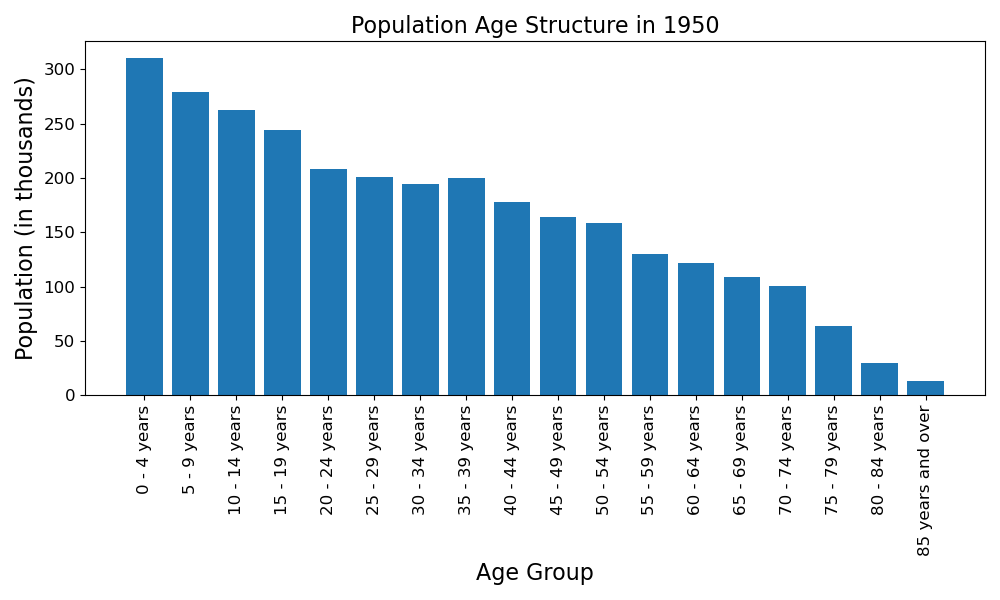 Population Age Structure in 1950
Population (in thousands)
300
250
200
150
100
50
0
0 - 4 years
5 - 9 years
10 - 14 years
15 - 19 years
20 - 24 years
25 - 29 years
30 - 34 years
35 - 39 years
40 - 44 years
45 - 49 years
50 - 54 years
55 - 59 years
60 - 64 years
65 - 69 years
70 - 74 years
75 - 79 years
80 - 84 years
85 years and over
Age Group